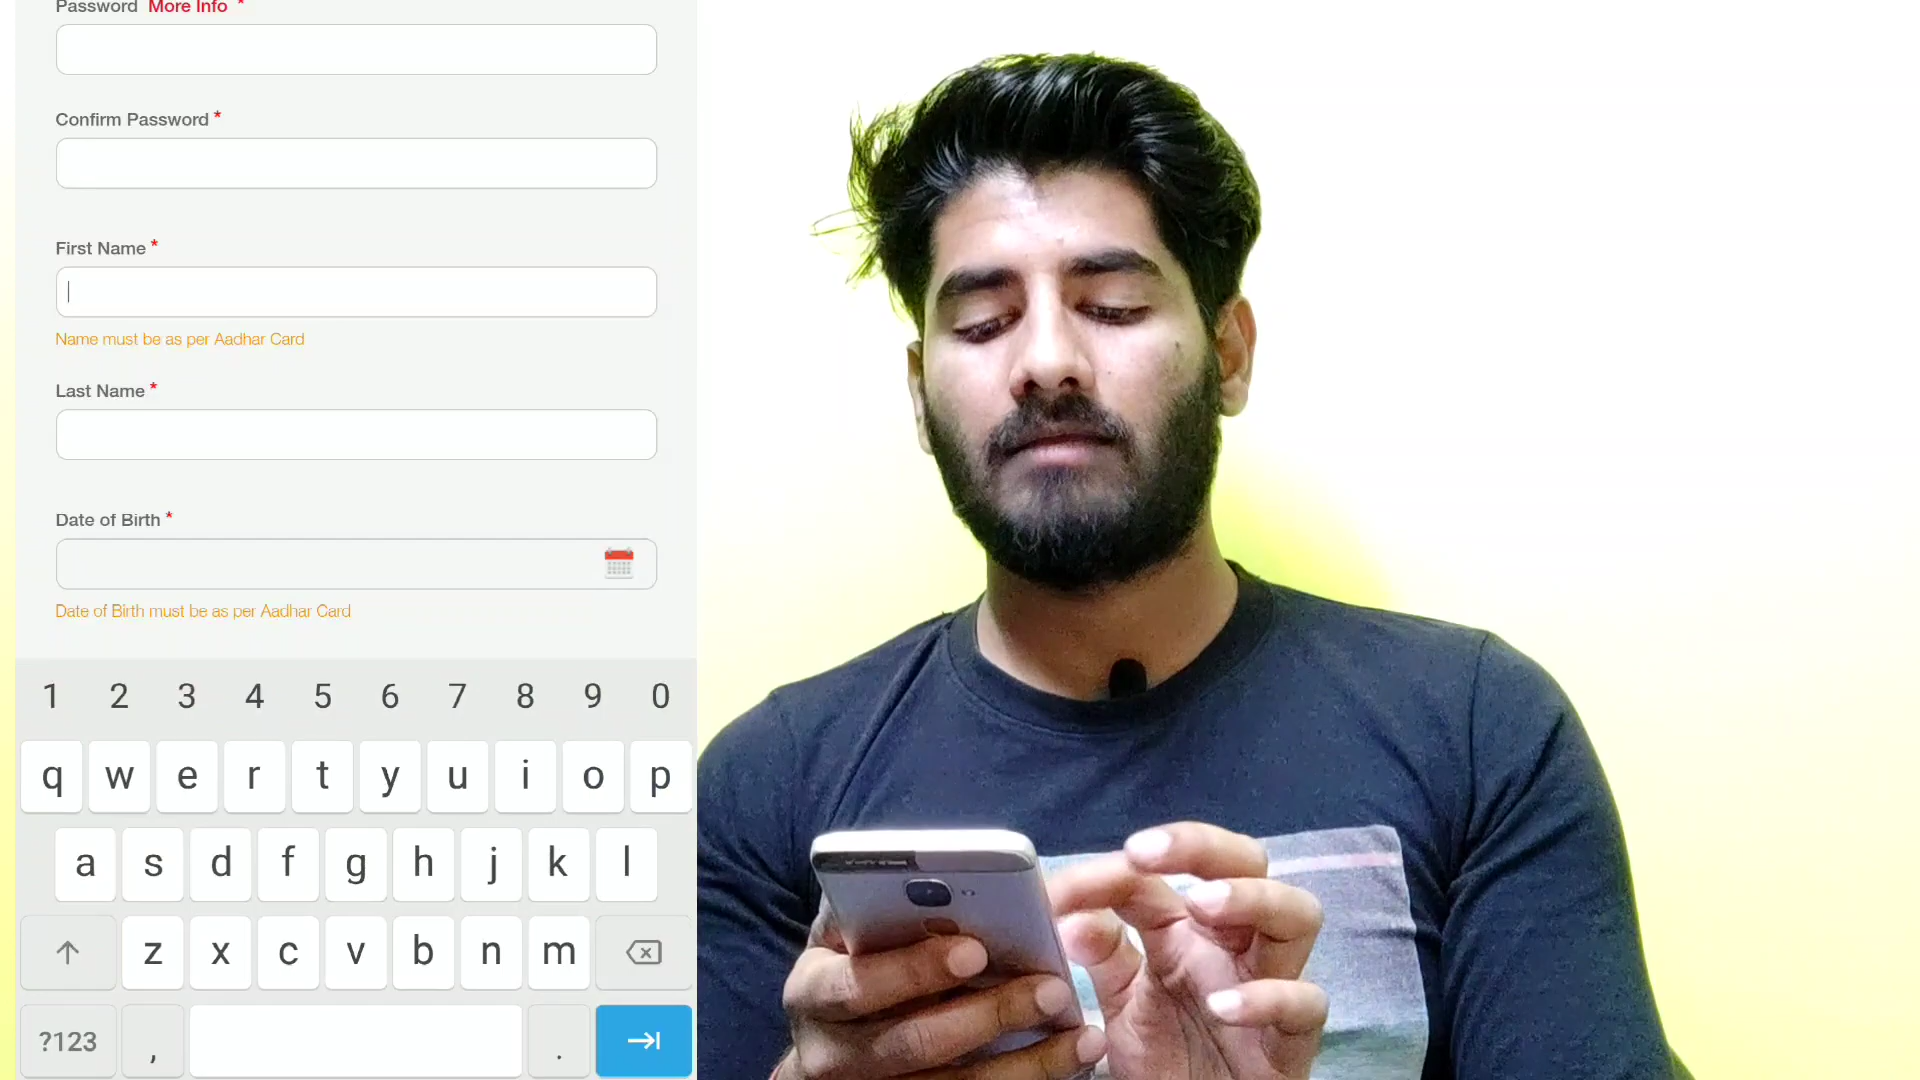 Password More Info *
Confirm Password *
First Name *
Name must be as per Aadhar Card
Last Name *
Date of Birth *
Date of Birth must be as per Aadhar Card
1 2 3 4 5 6 7 8 9 0
q w e r t y u i o p
a s d f g h j k l
z x c v b n m
?123 , .